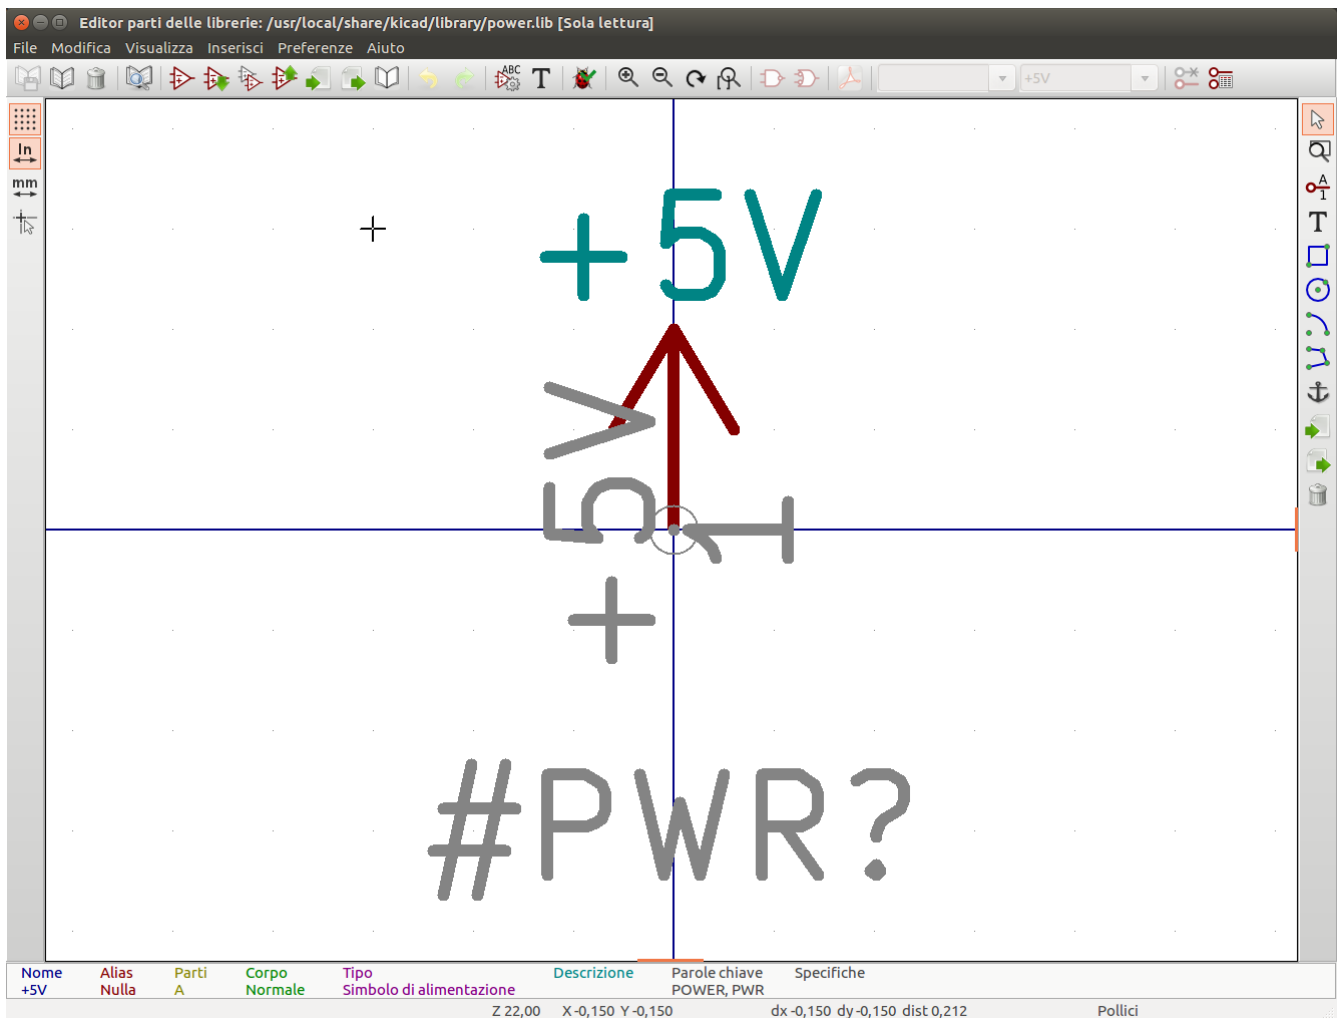 Editor parti delle librerie: /usr/local/share/kicad/library/power.lib [Sola lettura]
File Modifica Visualizza Inserisci Preferenze Aiuto
ABC T +5V
In
mm
A
1
T
+5V
+5V
1
#PWR?
Nome Alias Parti Corpo Tipo Descrizione Parole chiave Specifiche
+5V Nulla A Normale Simbolo di alimentazione POWER, PWR
Z 22,00 X -0,150 Y -0,150 dx -0,150 dy -0,150 dist 0,212 Pollici